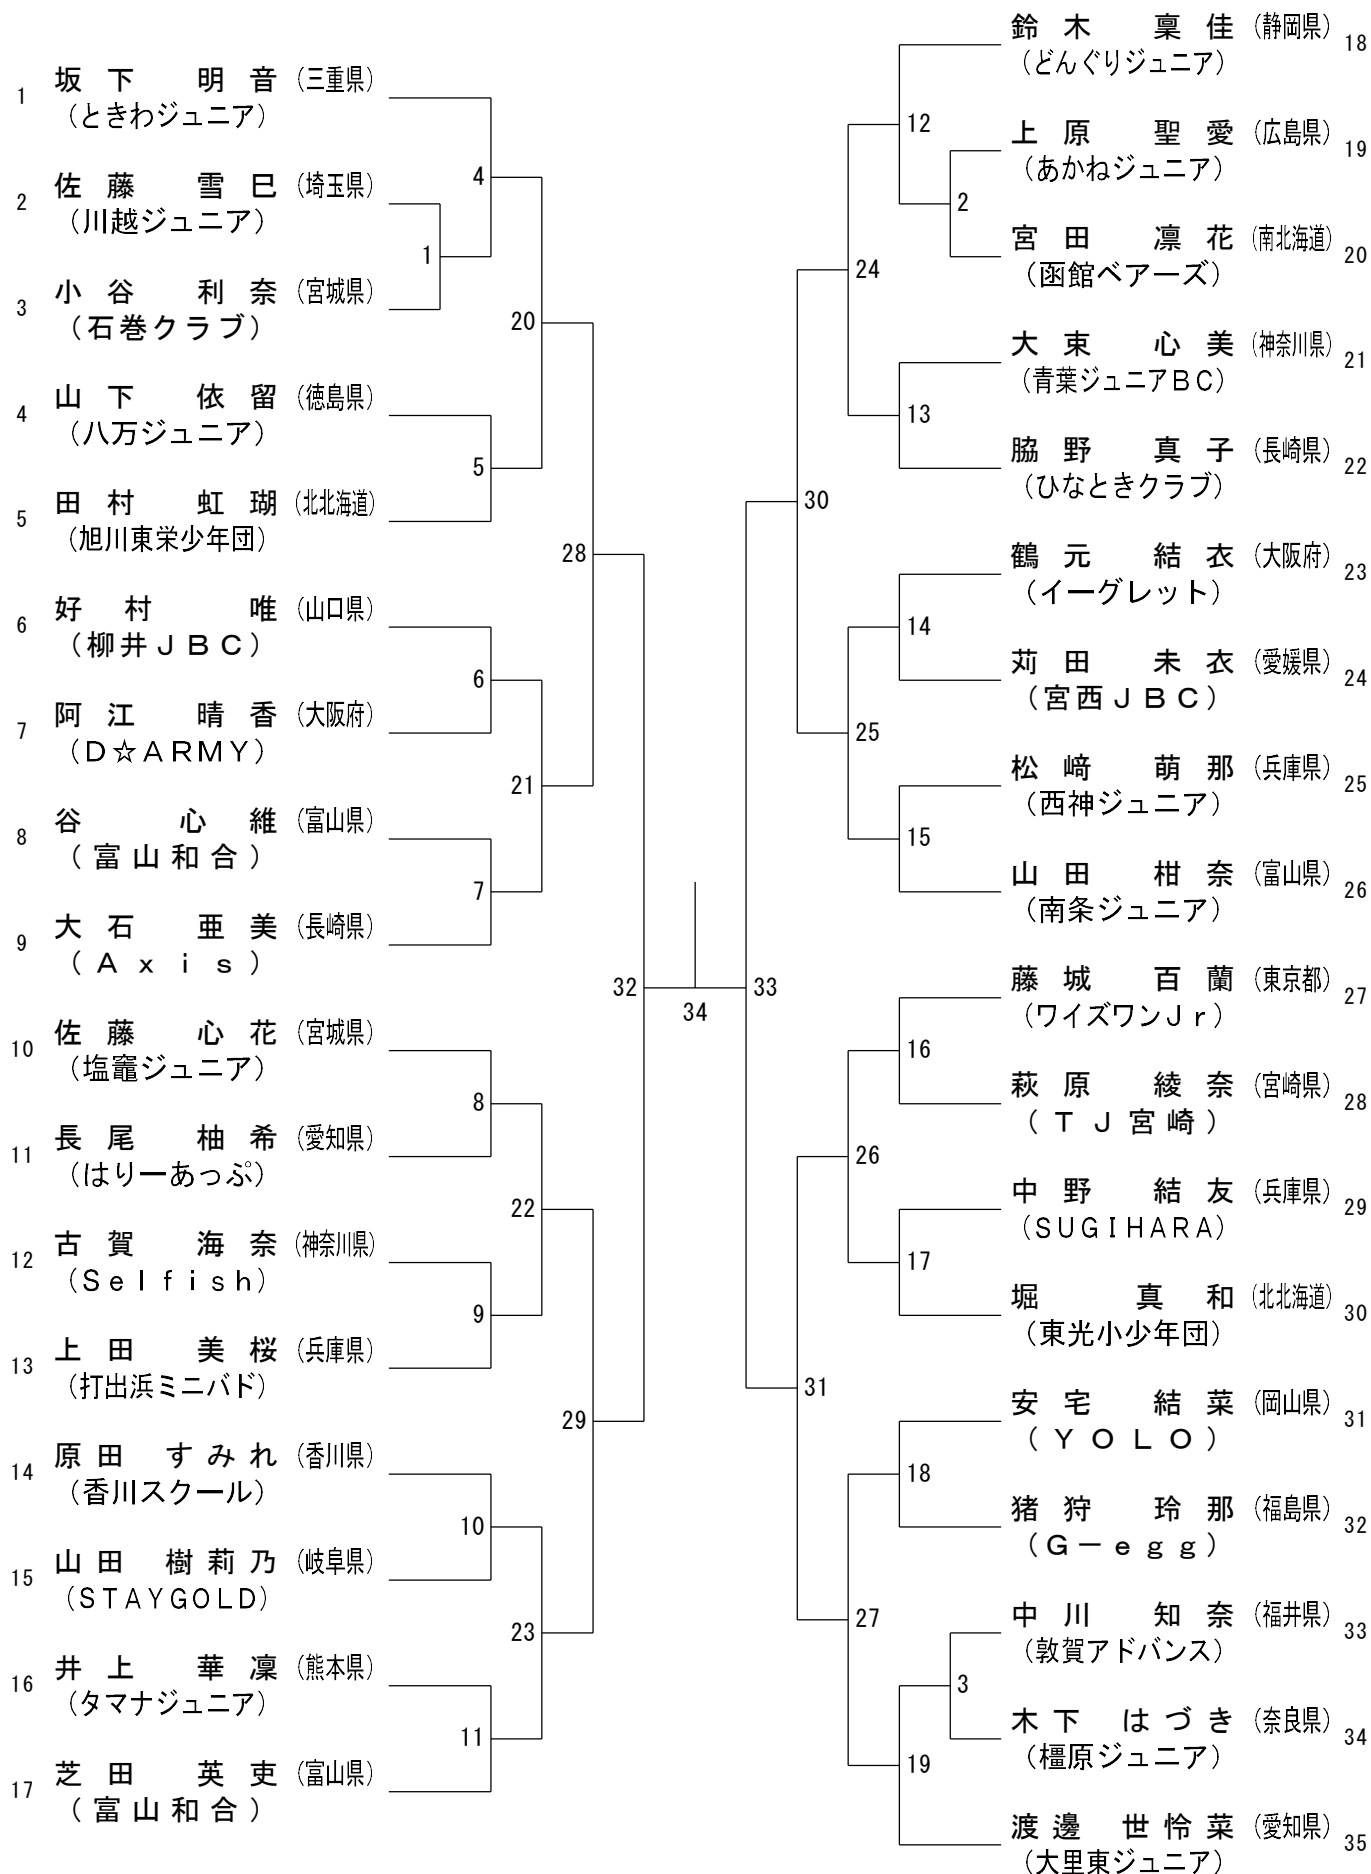 1 坂下 明音 (三重県)
(ときわジュニア)
2 佐藤 雪巳 (埼玉県)
(川越ジュニア)
3 小谷 利奈 (宮城県)
(石巻クラブ)
4 山下 依留 (徳島県)
(八万ジュニア)
5 田村 虹瑚 (北北海道)
(旭川東栄少年団)
6 好村 唯 (山口県)
(柳井JBC)
7 阿江 晴香 (大阪府)
(D☆ARMY)
8 谷 心維 (富山県)
(富山和合)
9 大石 亜美 (長崎県)
(Axis)
10 佐藤 心花 (宮城県)
(塩竈ジュニア)
11 長尾 柚希 (愛知県)
(はりーあっぷ)
12 古賀 海奈 (神奈川県)
(Selfish)
13 上田 美桜 (兵庫県)
(打出浜ミニバド)
14 原田 すみれ (香川県)
(香川スクール)
15 山田 樹莉乃 (岐阜県)
(STAYGOLD)
16 井上 華凜 (熊本県)
(タマナジュニア)
17 芝田 英吏 (富山県)
(富山和合)
4
1
20
5
28
6
21
7
32
8
22
9
29
10
23
11
34
33
12
2
24
13
30
14
25
15
16
26
17
31
18
27
3
19
鈴木 稟佳 (静岡県) 18
(どんぐりジュニア)
上原 聖愛 (広島県) 19
(あかねジュニア)
宮田 凛花 (南北海道) 20
(函館ベアーズ)
大東 心美 (神奈川県) 21
(青葉ジュニアBC)
脇野 真子 (長崎県) 22
(ひなときクラブ)
鶴元 結衣 (大阪府) 23
(イーグレット)
苅田 未衣 (愛媛県) 24
(宮西JBC)
松﨑 萌那 (兵庫県) 25
(西神ジュニア)
山田 柑奈 (富山県) 26
(南条ジュニア)
藤城 百蘭 (東京都) 27
(ワイズワンJr)
萩原 綾奈 (宮崎県) 28
(TJ宮崎)
中野 結友 (兵庫県) 29
(SUGIHARA)
堀 真和 (北北海道) 30
(東光小少年団)
安宅 結菜 (岡山県) 31
(YOLO)
猪狩 玲那 (福島県) 32
(G－egg)
中川 知奈 (福井県) 33
(敦賀アドバンス)
木下 はづき (奈良県) 34
(橿原ジュニア)
渡邊 世怜菜 (愛知県) 35
(大里東ジュニア)